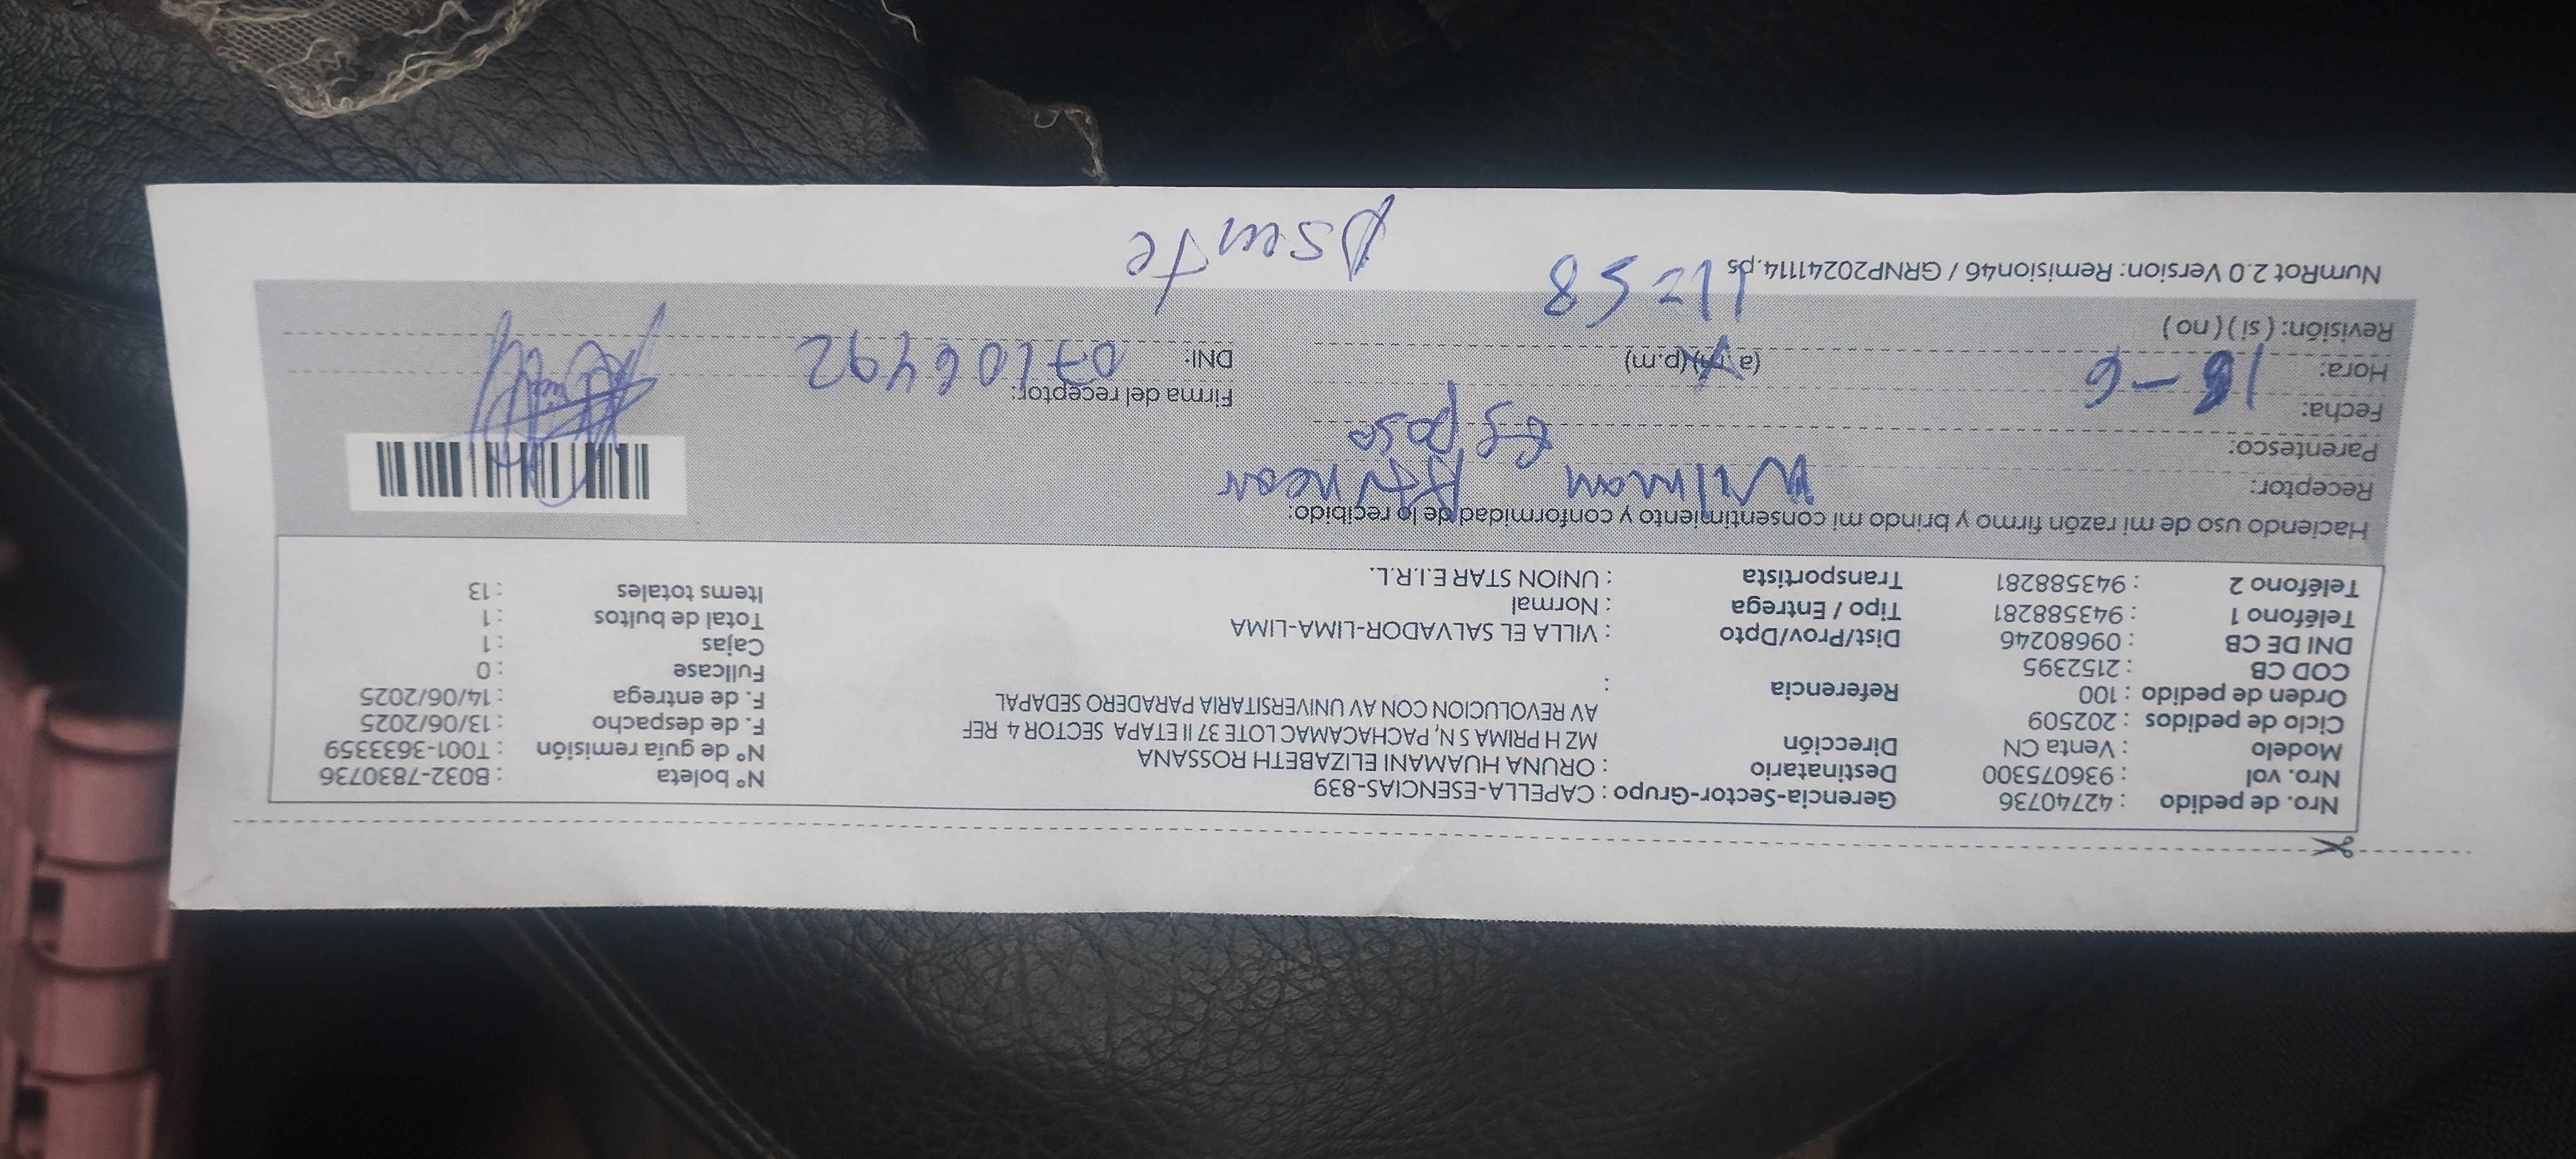 Nro. de pedido : 42740736
Nro. vol : 936075300
Modelo : Venta CN
Ciclo de pedidos : 202509
Orden de pedido : 100
COD CB : 2152395
DNI DE CB : 09680246
Teléfono 1 : 943588281
Teléfono 2 : 943588281
Gerencia-Sector-Grupo : CAPELLA-ESENCIAS-839
Destinatario : ORUNA HUAMANI ELIZABETH ROSSANA
Dirección MZ H PRIMA S N, PACHACAMAC LOTE 37 II ETAPA SECTOR 4 REF
AV REVOLUCION CON AV UNIVERSITARIA PARADERO SEDAPAL
Referencia :
Dist/Prov/Dpto : VILLA EL SALVADOR-LIMA-LIMA
Tipo / Entrega : Normal
Transportista : UNION STAR E.I.R.L.
N° boleta : B032-7830736
N° de guía remisión : T001-3633359
F. de despacho : 13/06/2025
F. de entrega : 14/06/2025
Fullcase : 0
Cajas : 1
Total de bultos : 1
Items totales : 13
Haciendo uso de mi razón firmo y brindo mi consentimiento y conformidad de lo recibido:
Receptor:
Parentesco: Esposo
Fecha: 16-6
Hora: (a.m)(p.m)
Revisión: (si) (no)
11=58
Firma del receptor:
DNI: 07106492
NumRot 2.0 Version: Remision46 / GRNP20241114.ps